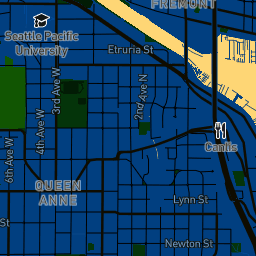 FREMONT
Seattle Pacific
University
Etruria St
3rd Ave W
2nd Ave N
4th Ave W
6th Ave W
Canlis
QUEEN
ANNE
Lynn St
St
Newton St